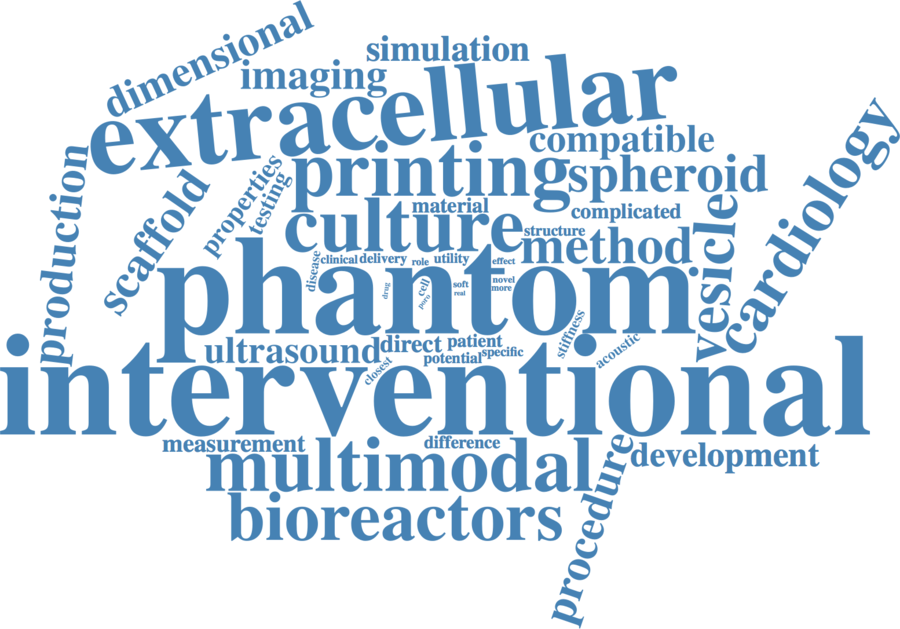 dimensional
simulation
imaging
extracellular
compatible
cardiology
production
scaffold
properties
testing
printing
spheroid
material
complicated
culture
structure
method
vesicle
disease
clinical
delivery
role
utility
effect
phantom
drug
cell
poro
soft
real
novel
more
stiffness
acoustic
ultrasound
direct
patient
potential
specific
closest
interventional
measurement
difference
multimodal
development
bioreactors
procedure